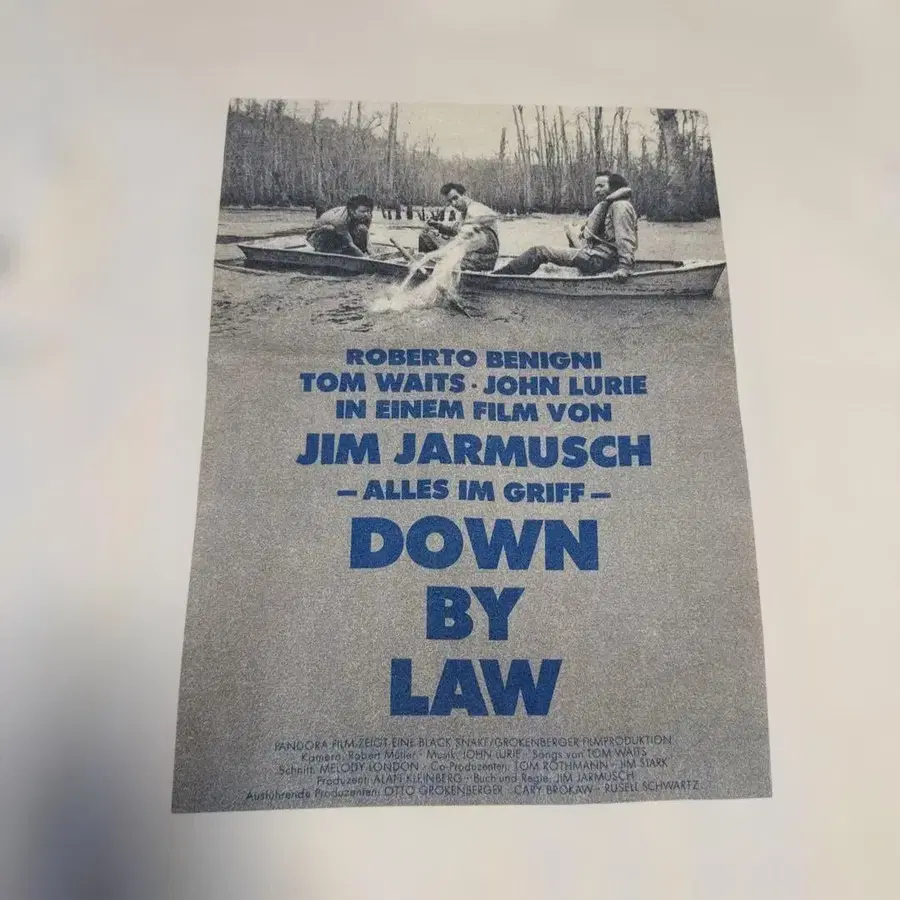 ROBERTO BENIGNI
TOM WAITS · JOHN LURIE
IN EINEM FILM VON
JIM JARMUSCH
– ALLES IM GRIFF –
DOWN
BY
LAW
PANDORA FILM ZEIGT EINE BLACK SNAKE/GROKENBERGER FILMPRODUKTION
Kamera: Robert Müller · Musik: JOHN LURIE · Songs von TOM WAITS
Schnitt: MELODY LONDON · Co-Produzenten: TOM ROTHMANN · JIM STARK
Produzent: ALAN KLEINBERG · Buch und Regie: JIM JARMUSCH
Ausführende Produzenten: OTTO GROKENBERGER · CARY BROKAW · RUSELL SCHWARTZ